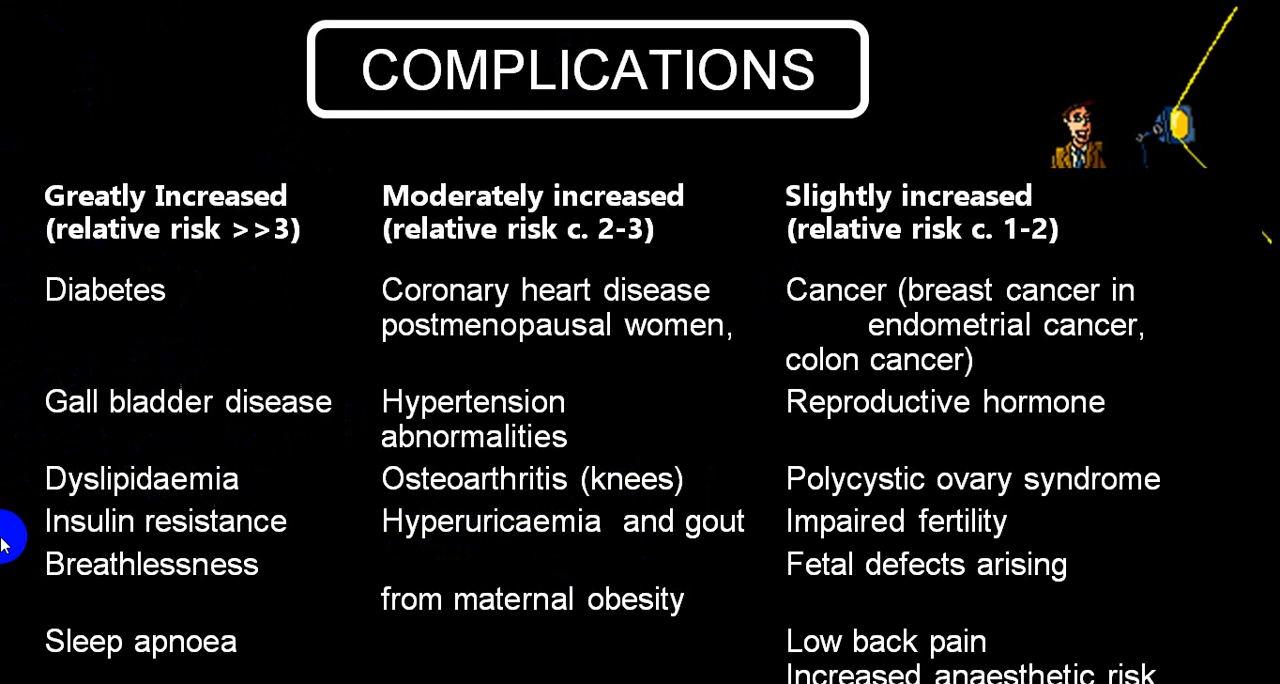 COMPLICATIONS
Greatly Increased
(relative risk >>3)
Moderately increased
(relative risk c. 2-3)
Slightly increased
(relative risk c. 1-2)
Diabetes
Coronary heart disease
Cancer (breast cancer in
postmenopausal women,
endometrial cancer,
colon cancer)
Gall bladder disease
Hypertension
Reproductive hormone
abnormalities
Dyslipidaemia
Osteoarthritis (knees)
Polycystic ovary syndrome
Insulin resistance
Hyperuricaemia and gout
Impaired fertility
Breathlessness
Fetal defects arising
from maternal obesity
Sleep apnoea
Low back pain
Increased anaesthetic risk